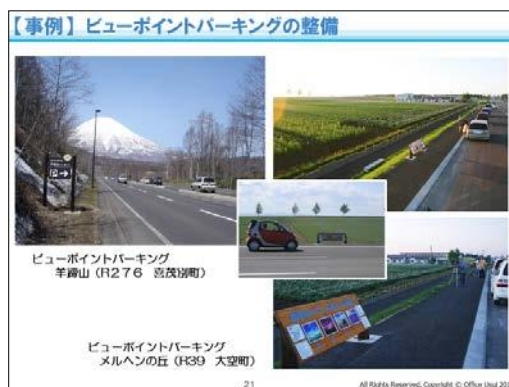 【事例】ビューポイントパーキングの整備
ビューポイントパーキング
羊蹄山（R276　喜茂別町）
ビューポイントパーキング
メルヘンの丘（R39　大空町）
21
All Rights Reserved, Copyright © Office Usui